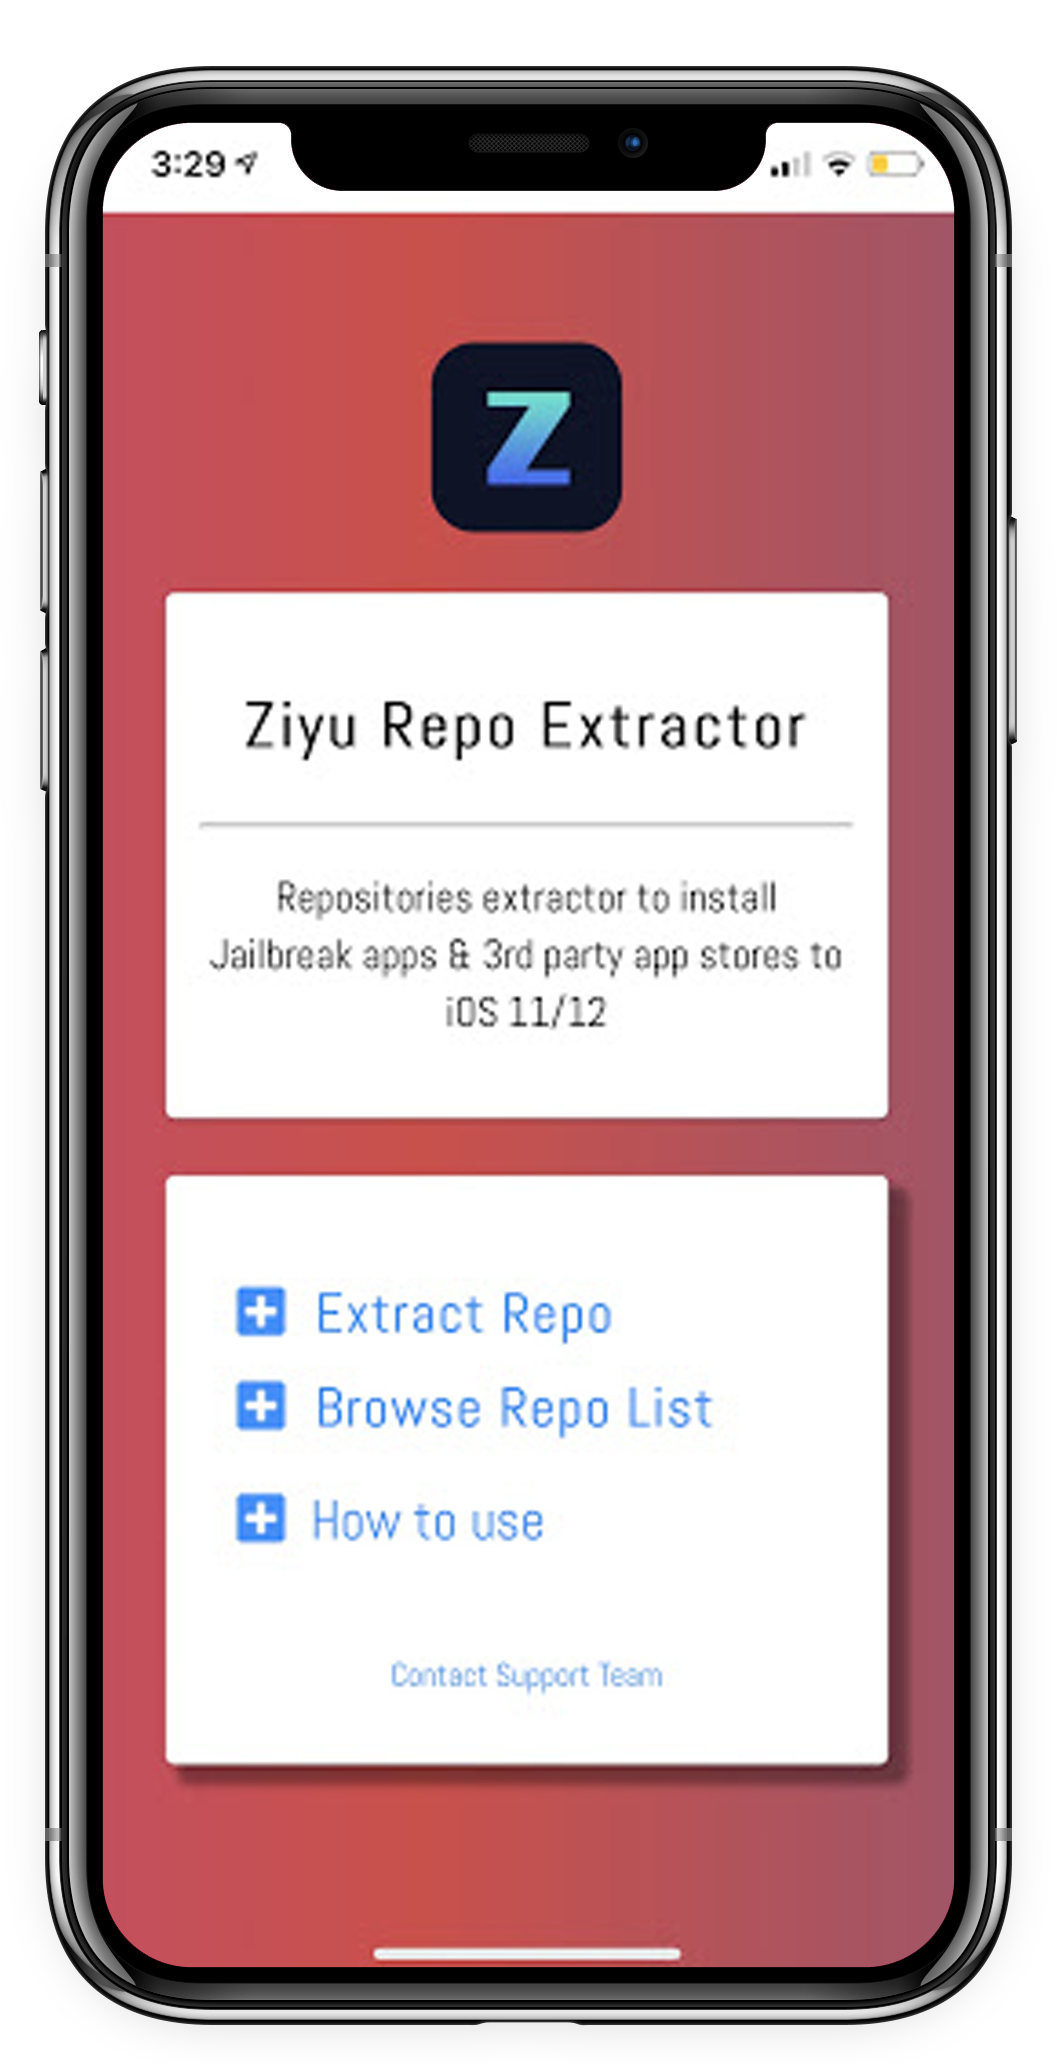 3:29
Z
Ziyu Repo Extractor
Repositories extractor to install
Jailbreak apps & 3rd party app stores to
iOS 11/12
Extract Repo
Browse Repo List
How to use
Contact Support Team